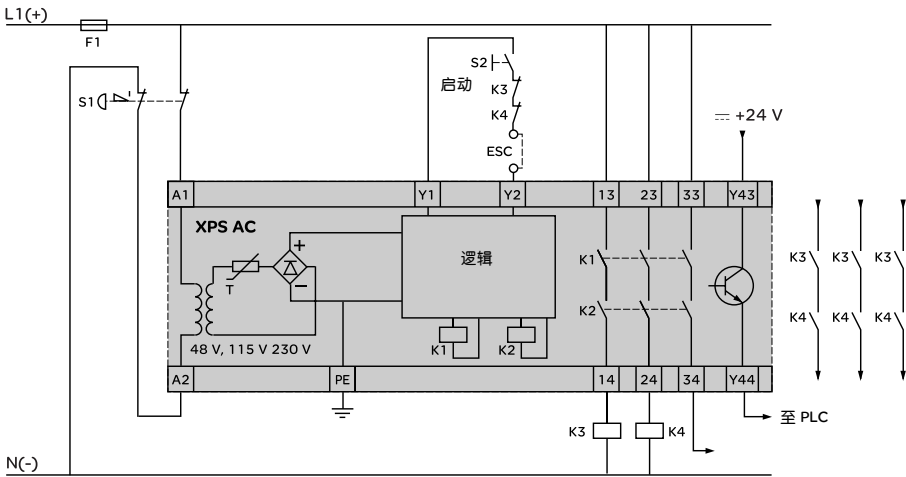 L1(+)
F1
S2
启动
K3
K4
S1
ESC
+24 V
A1
Y1
Y2
13
23
33
Y43
XPS AC
+
逻辑
K1
K3
K3
K3
T
−
K2
K4
K4
K4
48 V, 115 V 230 V
K1
K2
A2
PE
14
24
34
Y44
至 PLC
K3
K4
N(-)